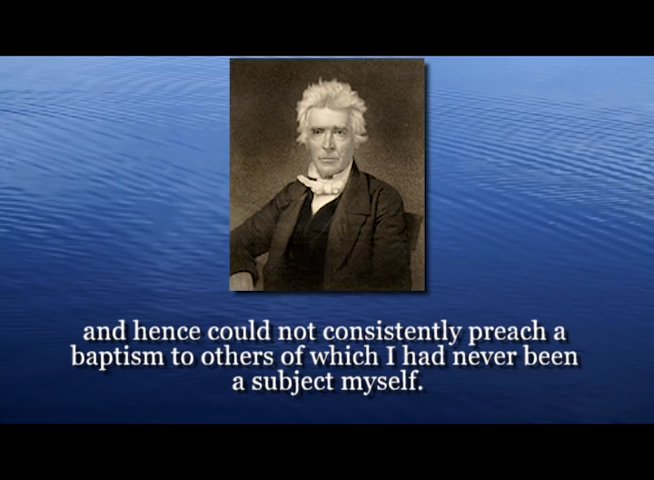 and hence could not consistently preach a
baptism to others of which I had never been
a subject myself.